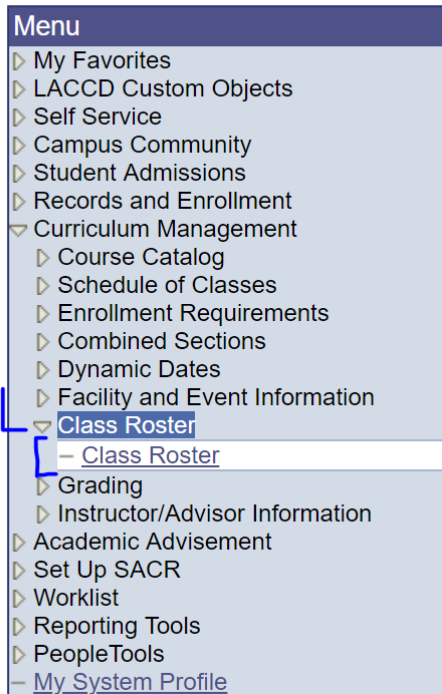 Menu
My Favorites
LACCD Custom Objects
Self Service
Campus Community
Student Admissions
Records and Enrollment
Curriculum Management
Course Catalog
Schedule of Classes
Enrollment Requirements
Combined Sections
Dynamic Dates
Facility and Event Information
Class Roster
– Class Roster
Grading
Instructor/Advisor Information
Academic Advisement
Set Up SACR
Worklist
Reporting Tools
PeopleTools
– My System Profile